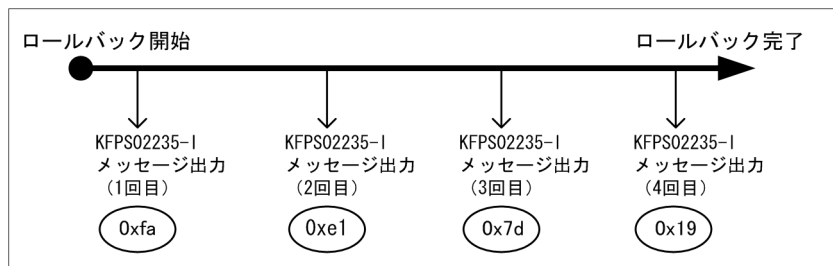 ロールバック開始
ロールバック完了
KFPS02235-I
メッセージ出力
（1回目）
0xfa
KFPS02235-I
メッセージ出力
（2回目）
0xe1
KFPS02235-I
メッセージ出力
（3回目）
0x7d
KFPS02235-I
メッセージ出力
（4回目）
0x19